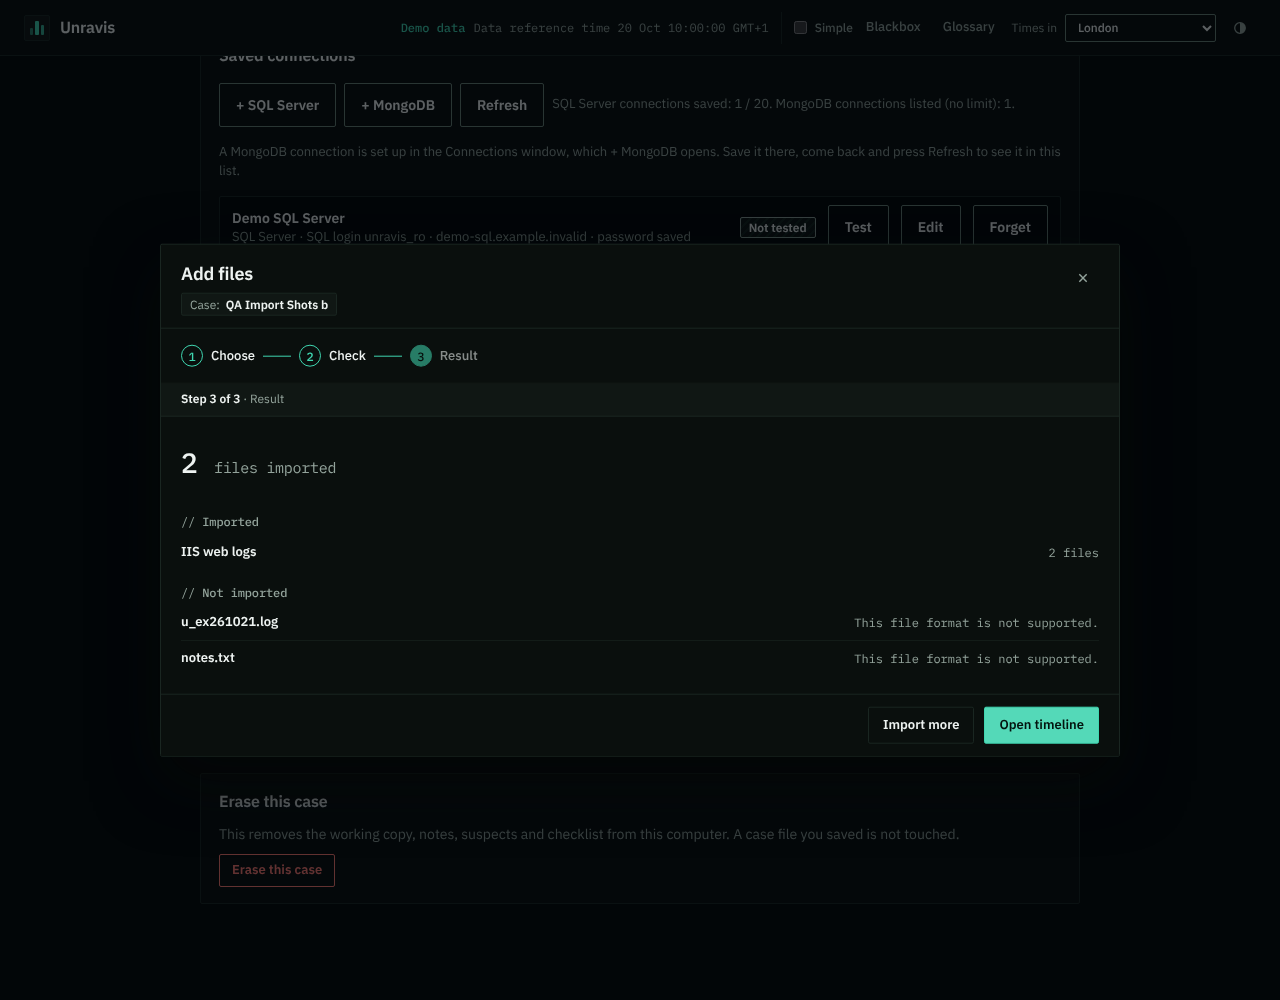 Unravis
Demo data Data reference time 20 Oct 10:00:00 GMT+1
Simple
Blackbox
Glossary
Times in
London
Saved connections
+ SQL Server
+ MongoDB
Refresh
SQL Server connections saved: 1 / 20. MongoDB connections listed (no limit): 1.
A MongoDB connection is set up in the Connections window, which + MongoDB opens. Save it there, come back and press Refresh to see it in this
list.
Demo SQL Server
SQL Server · SQL login unravis_ro · demo-sql.example.invalid · password saved
Not tested
Test
Edit
Forget
Add files
×
Case: QA Import Shots b
1 Choose
2 Check
3 Result
Step 3 of 3 · Result
2 files imported
// Imported
IIS web logs
2 files
// Not imported
u_ex261021.log
This file format is not supported.
notes.txt
This file format is not supported.
Import more
Open timeline
Erase this case
This removes the working copy, notes, suspects and checklist from this computer. A case file you saved is not touched.
Erase this case